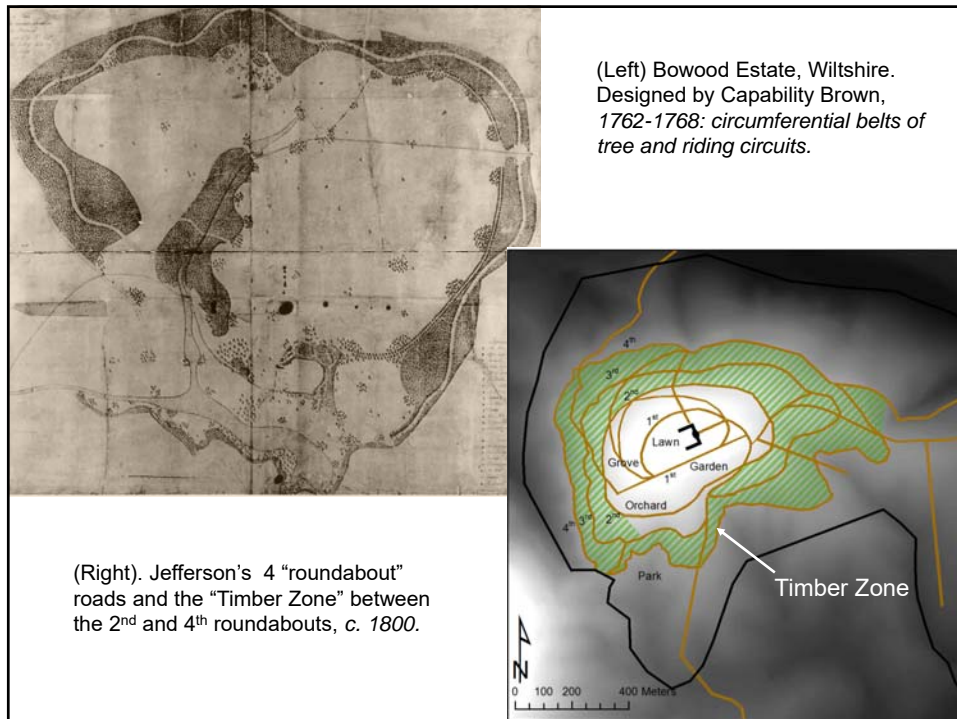 (Left) Bowood Estate, Wiltshire.
Designed by Capability Brown,
1762-1768: circumferential belts of
tree and riding circuits.
4th
3rd
2nd
1st
Lawn
Grove
Garden
1st
Orchard
4th 3rd 2nd
Park
Timber Zone
N
0 100 200 400 Meters
(Right). Jefferson’s 4 “roundabout”
roads and the “Timber Zone” between
the 2nd and 4th roundabouts, c. 1800.